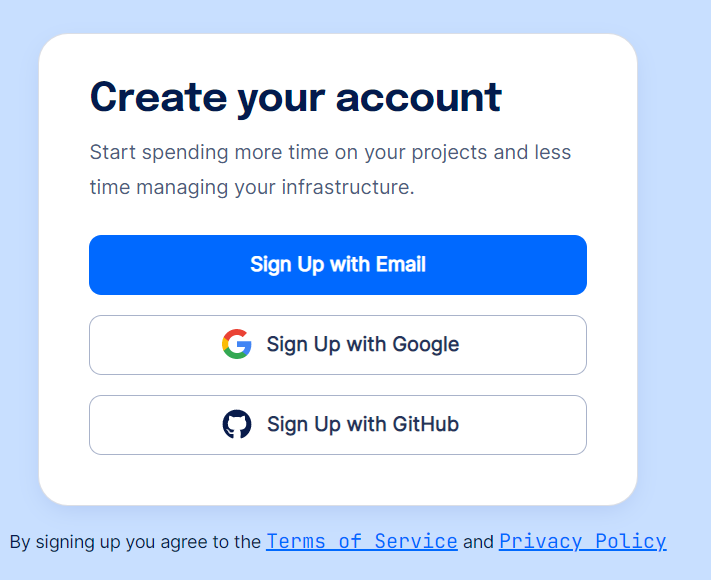 Create your account
Start spending more time on your projects and less
time managing your infrastructure.
Sign Up with Email
Sign Up with Google
Sign Up with GitHub
By signing up you agree to the Terms of Service and Privacy Policy